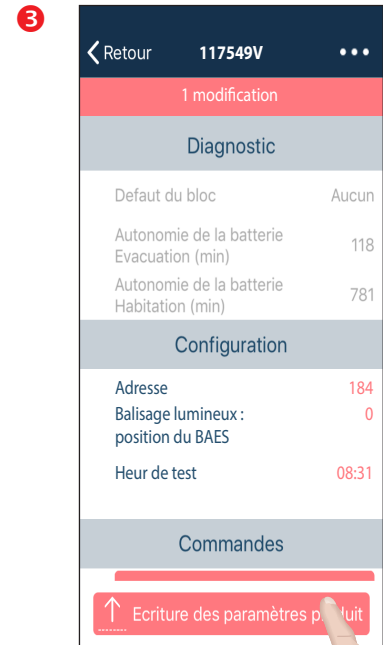 3
Retour 117549V
1 modification
Diagnostic
Defaut du bloc Aucun
Autonomie de la batterie
Evacuation (min) 118
Autonomie de la batterie
Habitation (min) 781
Configuration
Adresse 184
Balisage lumineux : 0
position du BAES
Heur de test 08:31
Commandes
Ecriture des paramètres produit